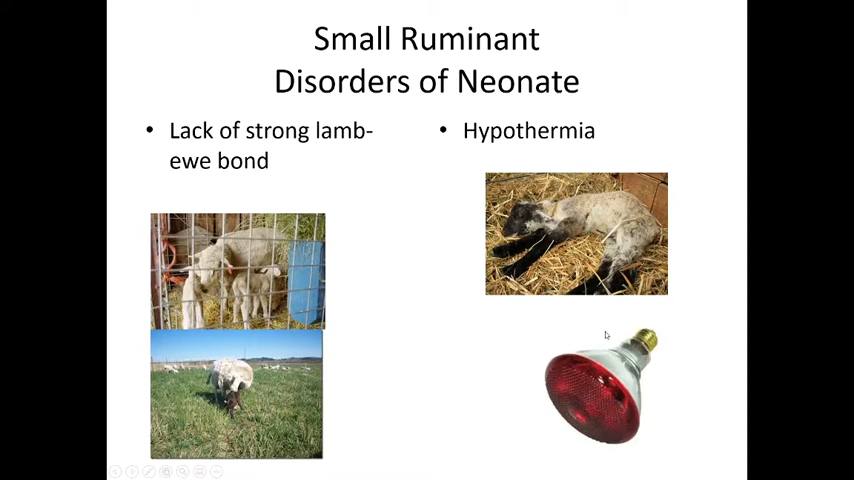 Small Ruminant
Disorders of Neonate
• Lack of strong lamb-
ewe bond
• Hypothermia